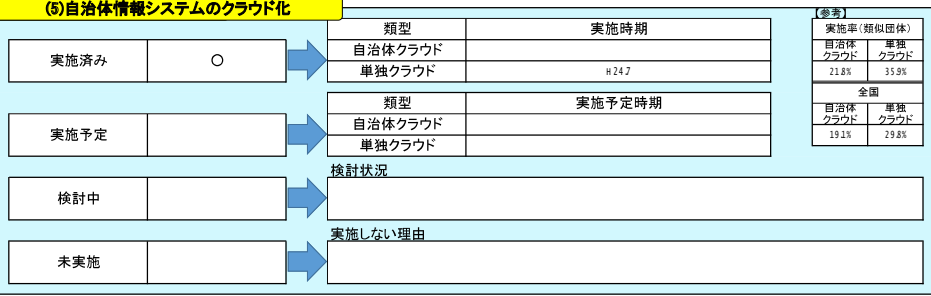 (5)自治体情報システムのクラウド化
【参考】
類型 実施時期
実施率(類似団体)
実施済み ○
自治体クラウド
単独クラウド H24.7
自治体クラウド 単独クラウド
21.8% 35.9%
全国
自治体クラウド 単独クラウド
19.1% 29.8%
類型 実施予定時期
実施予定
自治体クラウド
単独クラウド
検討状況
検討中
実施しない理由
未実施